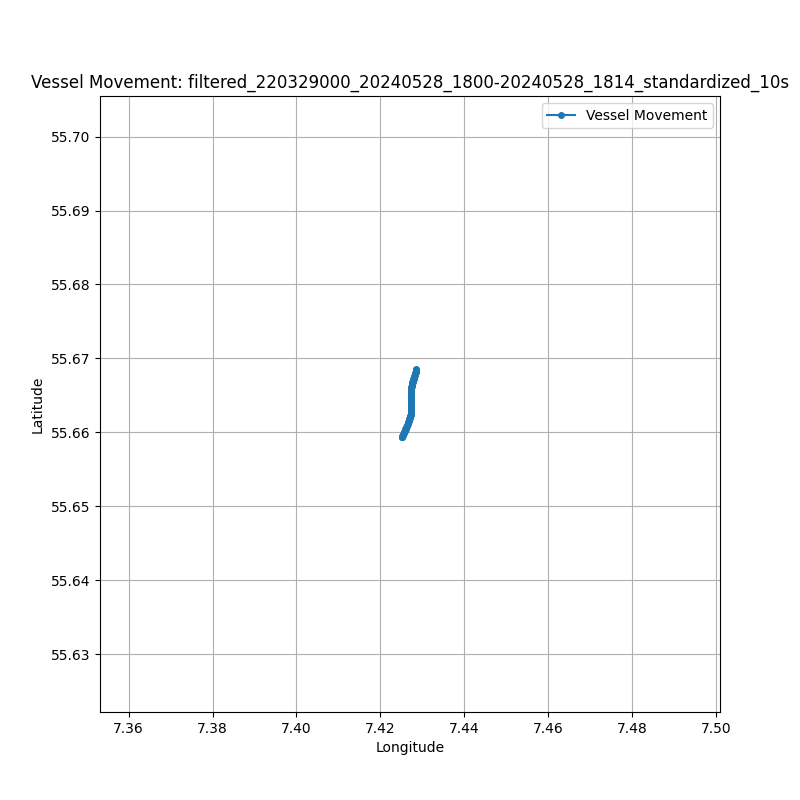 Vessel Movement: filtered_220329000_20240528_1800-20240528_1814_standardized_10s
Vessel Movement
55.70
55.69
55.68
55.67
55.66
55.65
55.64
55.63
Latitude
7.36 7.38 7.40 7.42 7.44 7.46 7.48 7.50
Longitude